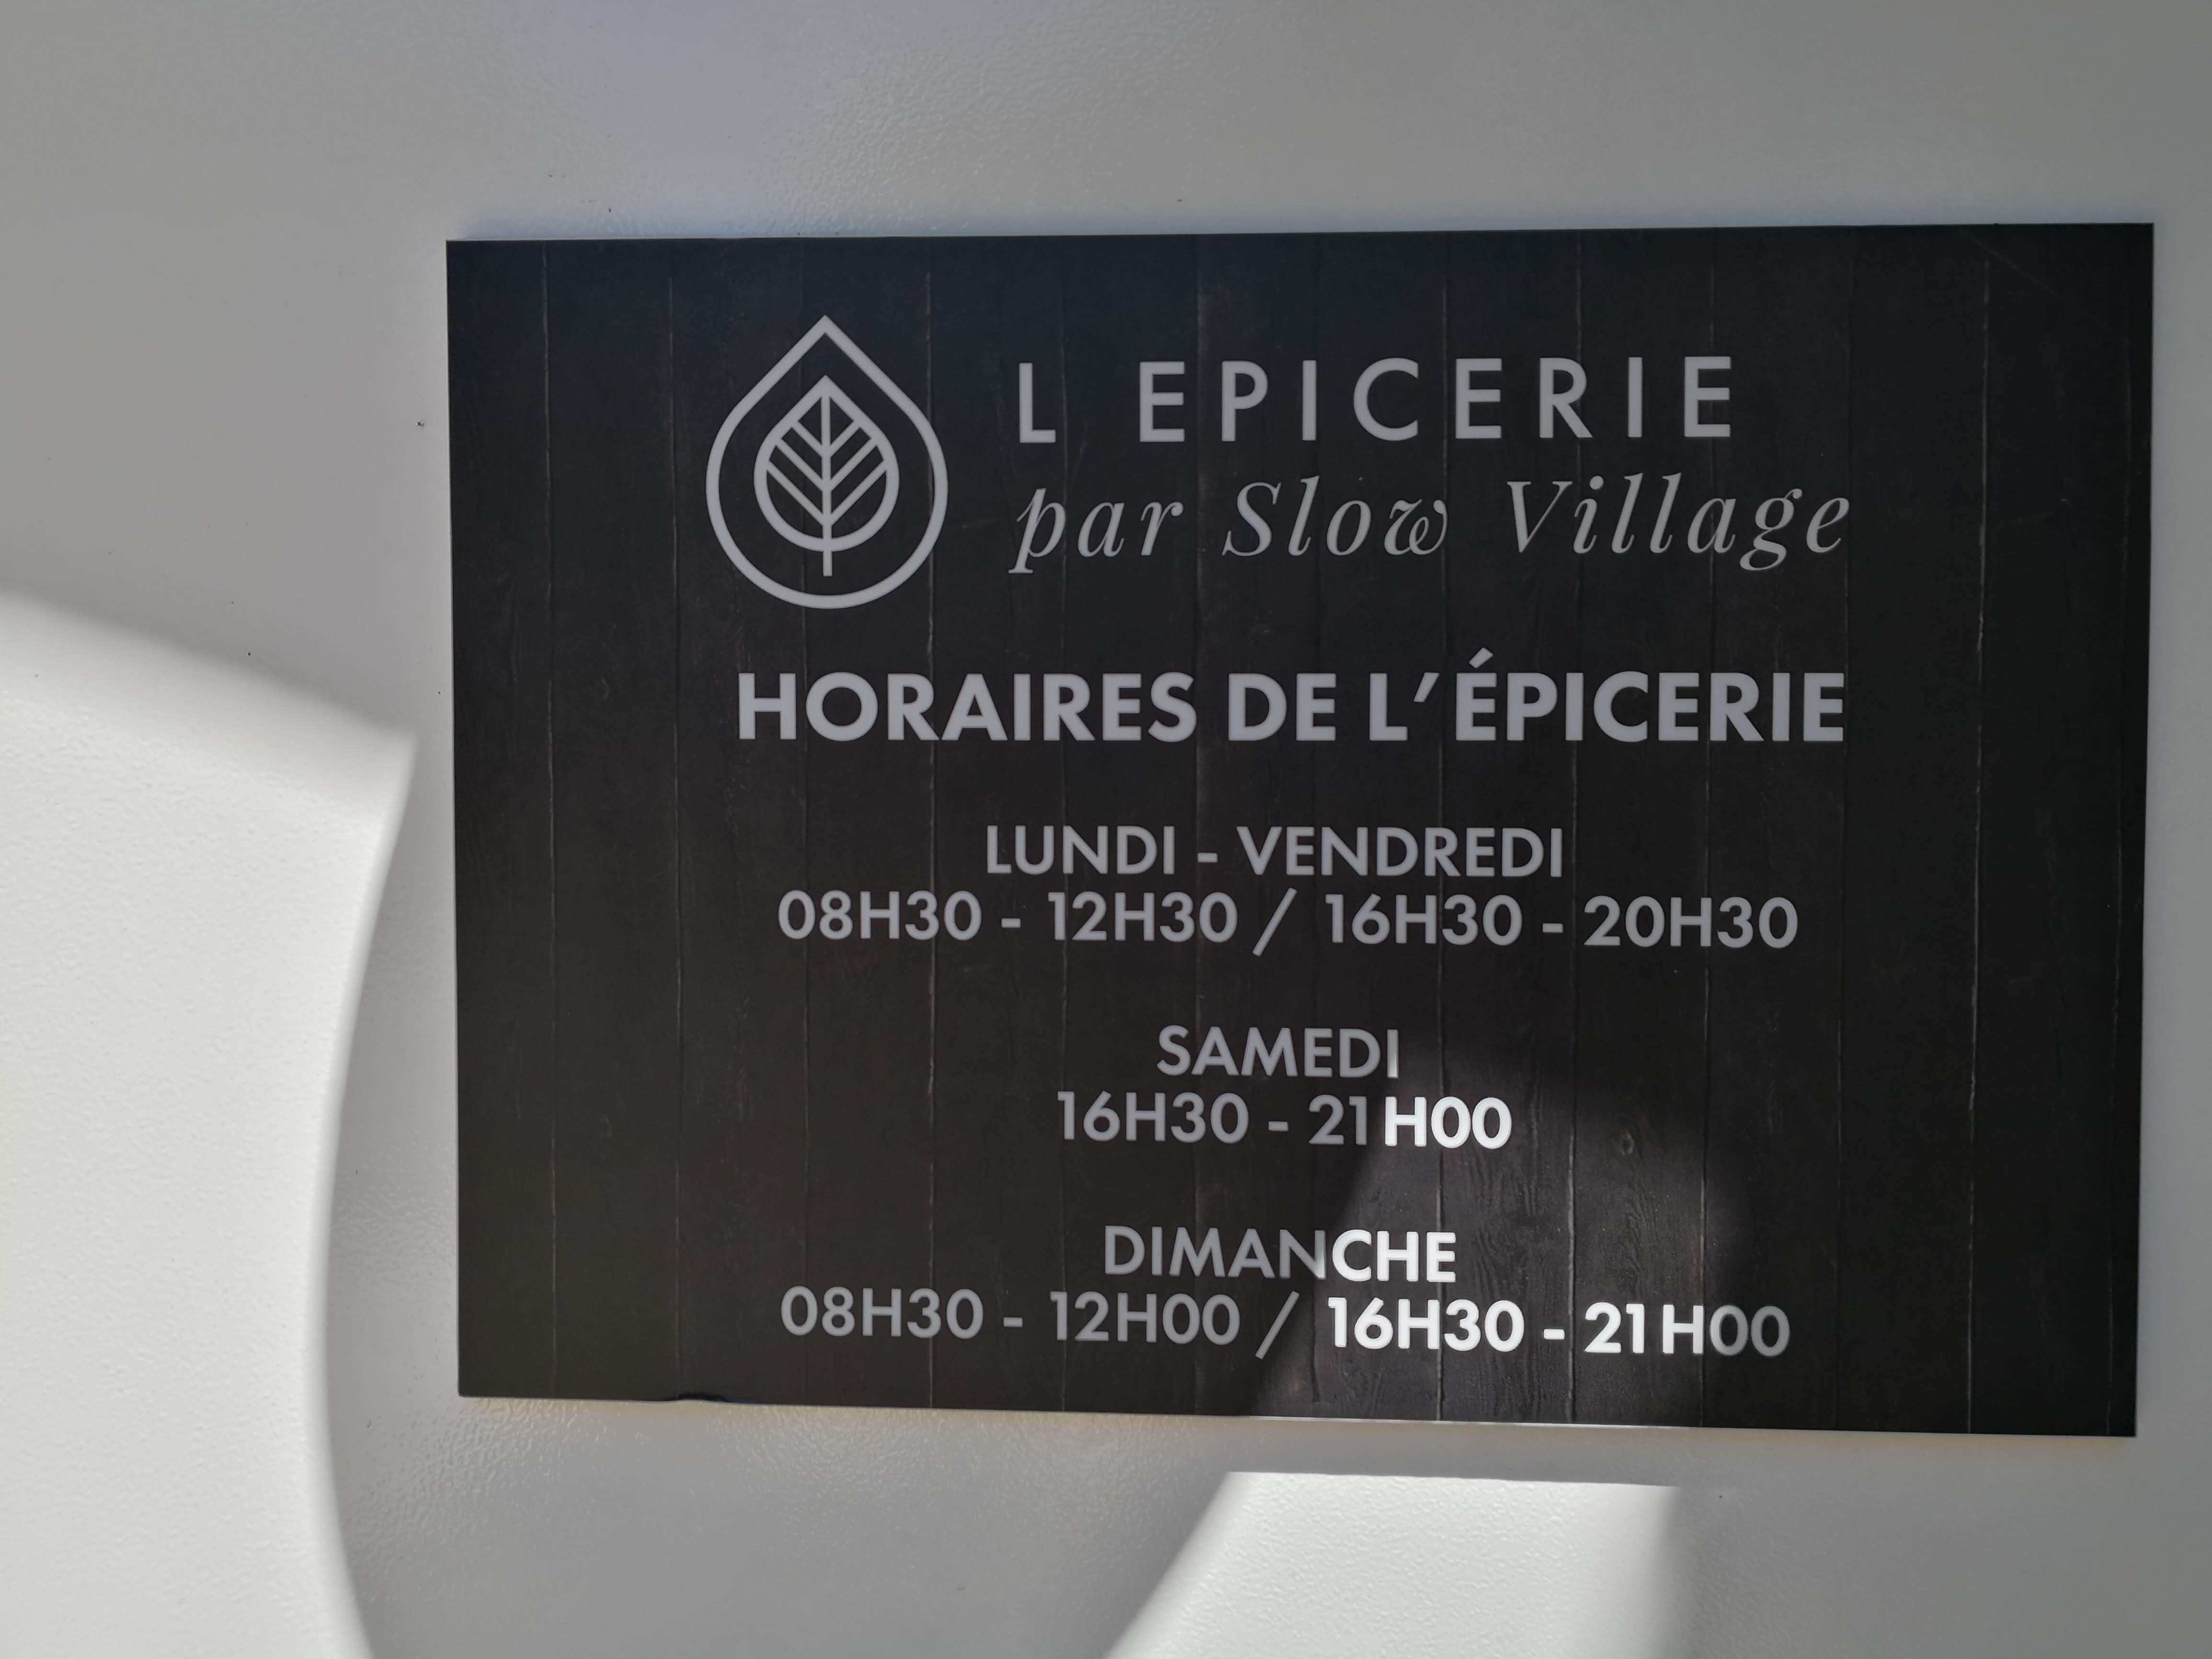 L EPICERIE
par Slow Village
HORAIRES DE L'ÉPICERIE
LUNDI - VENDREDI
08H30 - 12H30 / 16H30 - 20H30
SAMEDI
16H30 - 21H00
DIMANCHE
08H30 - 12H00 / 16H30 - 21H00